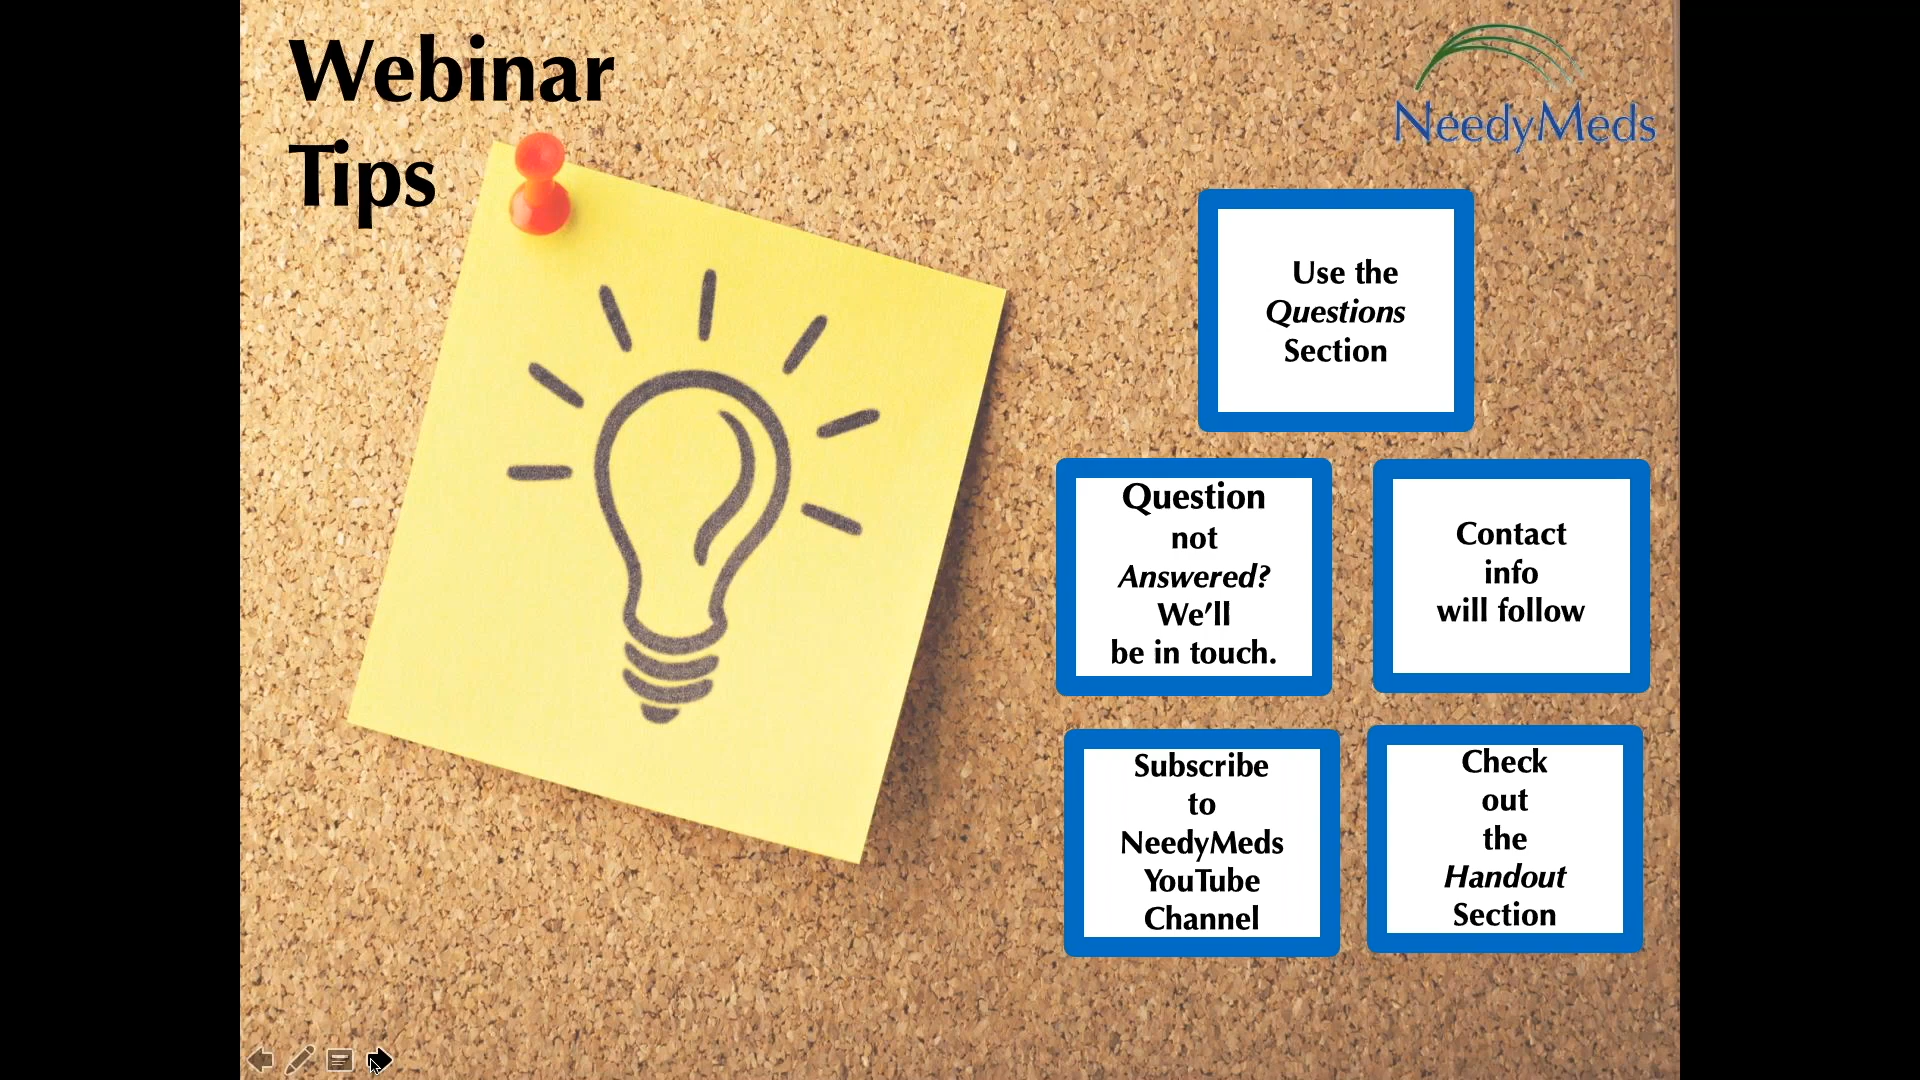 Webinar
Tips
NeedyMeds
Use the
Questions
Section
Question
not
Answered?
We’ll
be in touch.
Contact
info
will follow
Subscribe
to
NeedyMeds
YouTube
Channel
Check
out
the
Handout
Section